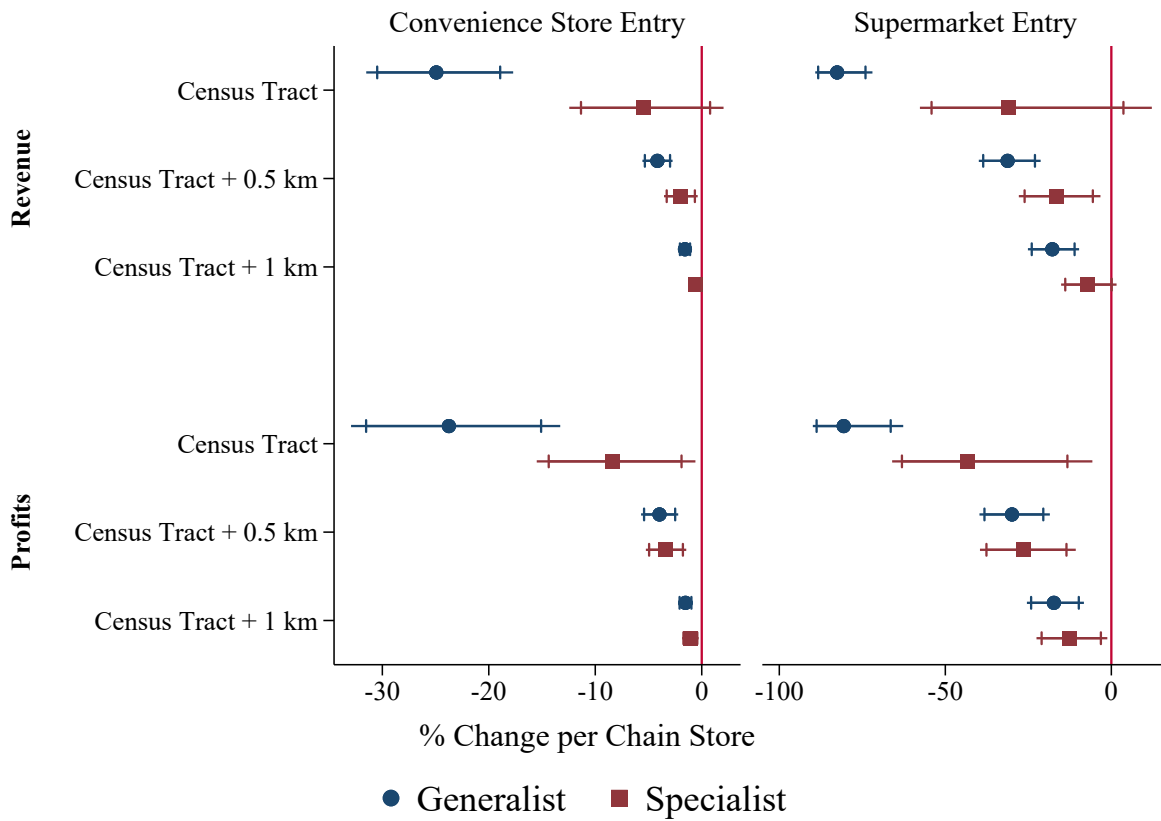 Convenience Store Entry
Supermarket Entry
Revenue
Census Tract
Census Tract + 0.5 km
Census Tract + 1 km
Profits
Census Tract
Census Tract + 0.5 km
Census Tract + 1 km
-30 -20 -10 0
-100 -50 0
% Change per Chain Store
Generalist Specialist